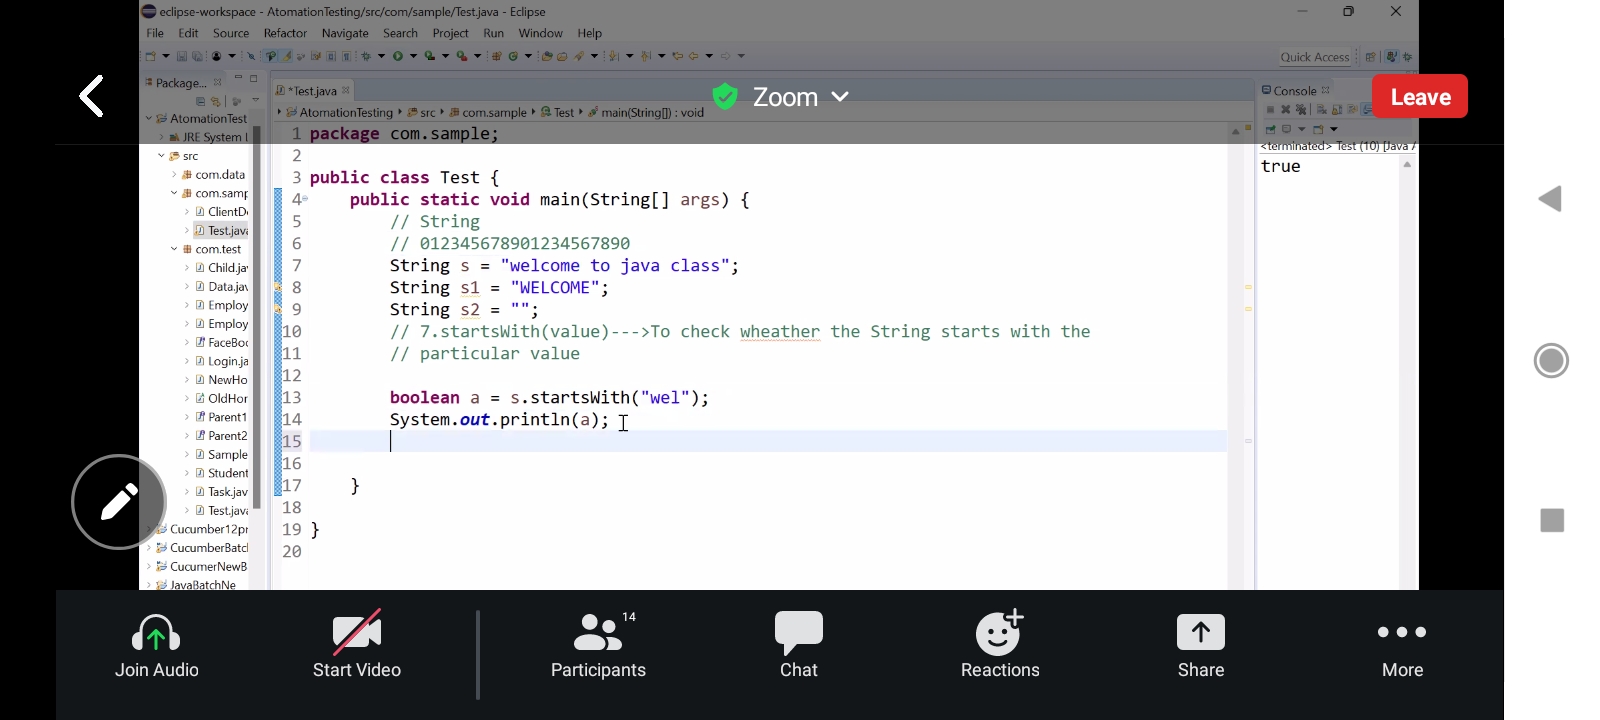 eclipse-workspace - AtomationTesting/src/com/sample/Test.java - Eclipse
File Edit Source Refactor Navigate Search Project Run Window Help
Quick Access
Package...
*Test.java
Zoom
Console
Leave
AtomationTesting src com.sample Test main(String[]) : void
AtomationTest
JRE System
src
com.data
com.samp
ClientD
Test.java
com.test
Child.ja
Data.jav
Employ
Employ
FaceBoo
Login.ja
NewHo
OldHor
Parent1
Parent2
Sample
Student
Task.jav
Test.java
Cucumber12pr
CucumberBatcl
CucumerNewB
JavaBatchNe
1 package com.sample;
2
3 public class Test {
4 public static void main(String[] args) {
5 // String
6 // 012345678901234567890
7 String s = "welcome to java class";
8 String s1 = "WELCOME";
9 String s2 = "";
10 // 7.startsWith(value)--->To check wheather the String starts with the
11 // particular value
12
13 boolean a = s.startsWith("wel");
14 System.out.println(a);
15
16
17 }
18
19 }
20
<terminated> Test (10) [Java A
true
14
Join Audio
Start Video
Participants
Chat
Reactions
Share
More